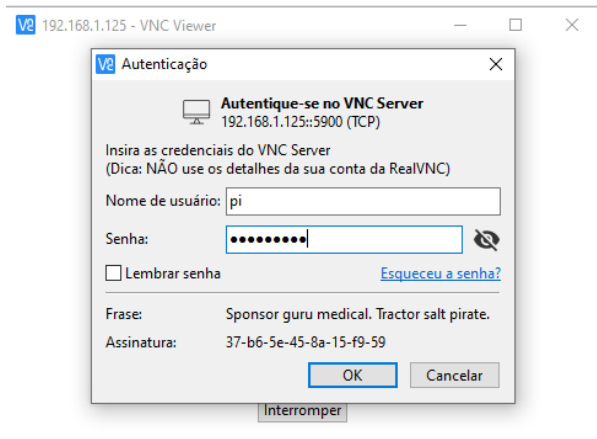 192.168.1.125 - VNC Viewer
Autenticação
Autentique-se no VNC Server
192.168.1.125::5900 (TCP)
Insira as credenciais do VNC Server
(Dica: NÃO use os detalhes da sua conta da RealVNC)
Nome de usuário: pi
Senha: •••••••••
Lembrar senha Esqueceu a senha?
Frase: Sponsor guru medical. Tractor salt pirate.
Assinatura: 37-b6-5e-45-8a-15-f9-59
OK Cancelar
Interromper